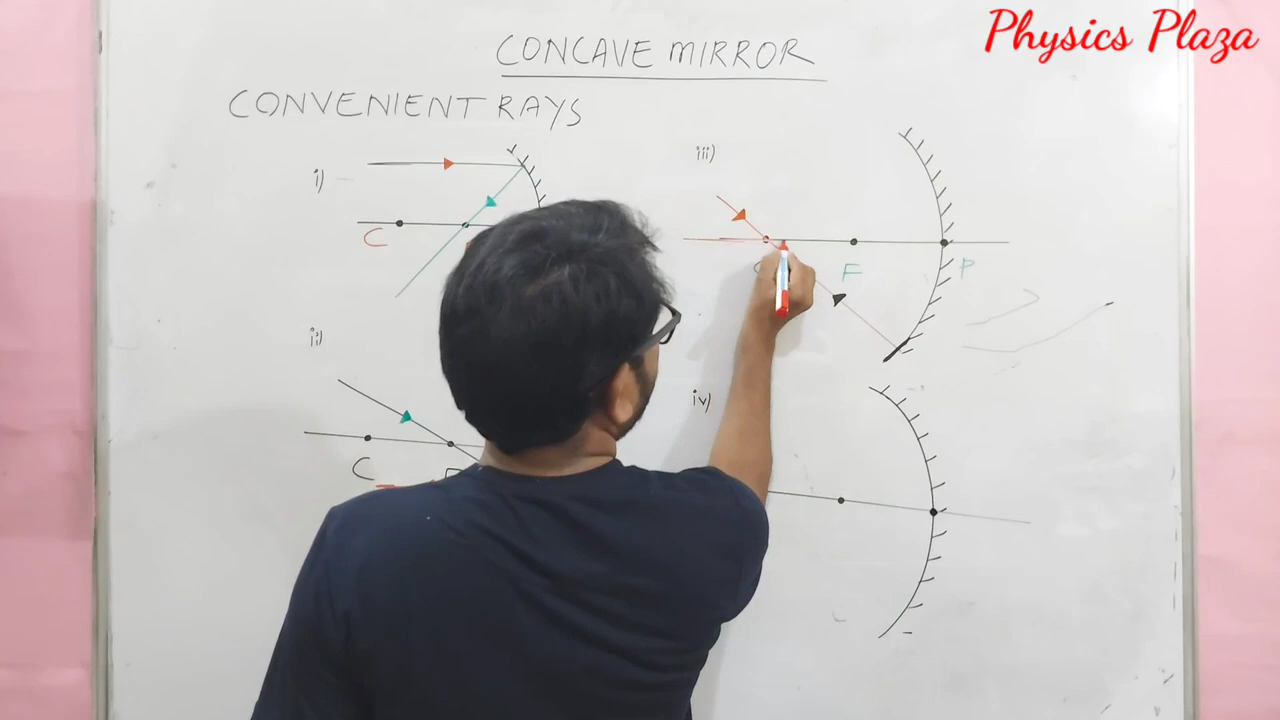 Physics Plaza
CONCAVE MIRROR
CONVENIENT RAYS
i)
C
ii)
C
iii)
F
P
iv)